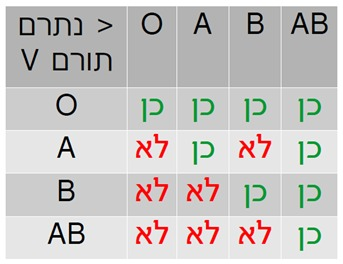 < נתרם O A B AB
תורם V
O כן כן כן כן
A לא כן לא כן
B לא לא כן כן
AB לא לא לא כן